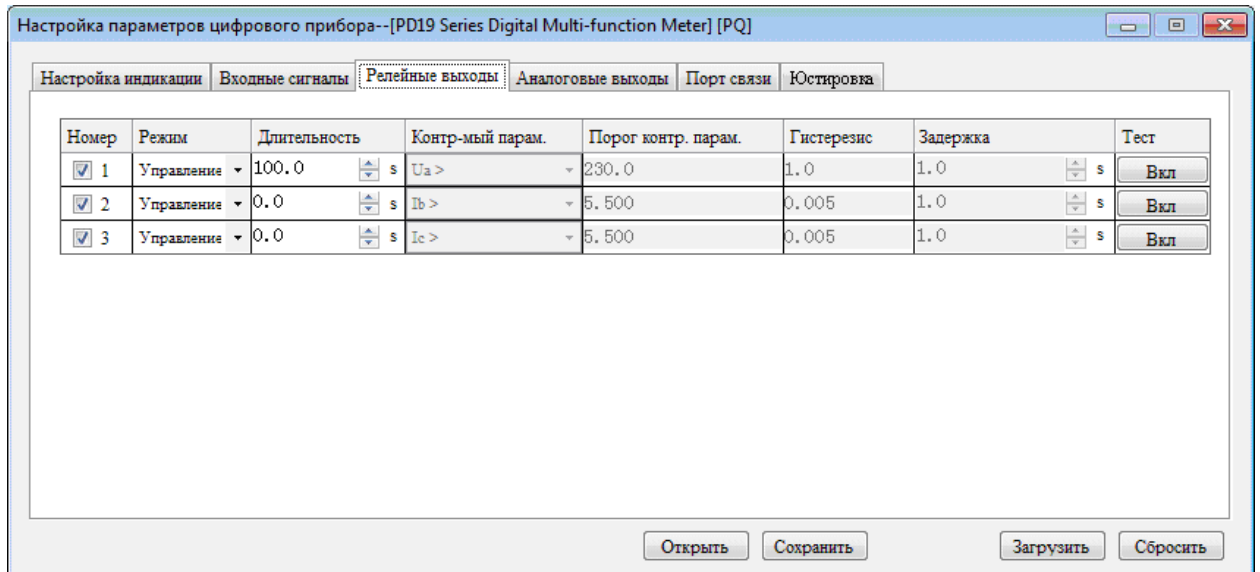 Настройка параметров цифрового прибора--[PD19 Series Digital Multi-function Meter] [PQ]
Настройка индикации Входные сигналы Релейные выходы Аналоговые выходы Порт связи Юстировка
Номер Режим Длительность Контр-мый парам. Порог контр. парам. Гистерезис Задержка Тест
1 Управление 100.0 s Ua > 230.0 1.0 1.0 s Вкл
2 Управление 0.0 s Ib > 5.500 0.005 1.0 s Вкл
3 Управление 0.0 s Ic > 5.500 0.005 1.0 s Вкл
Открыть Сохранить Загрузить Сбросить